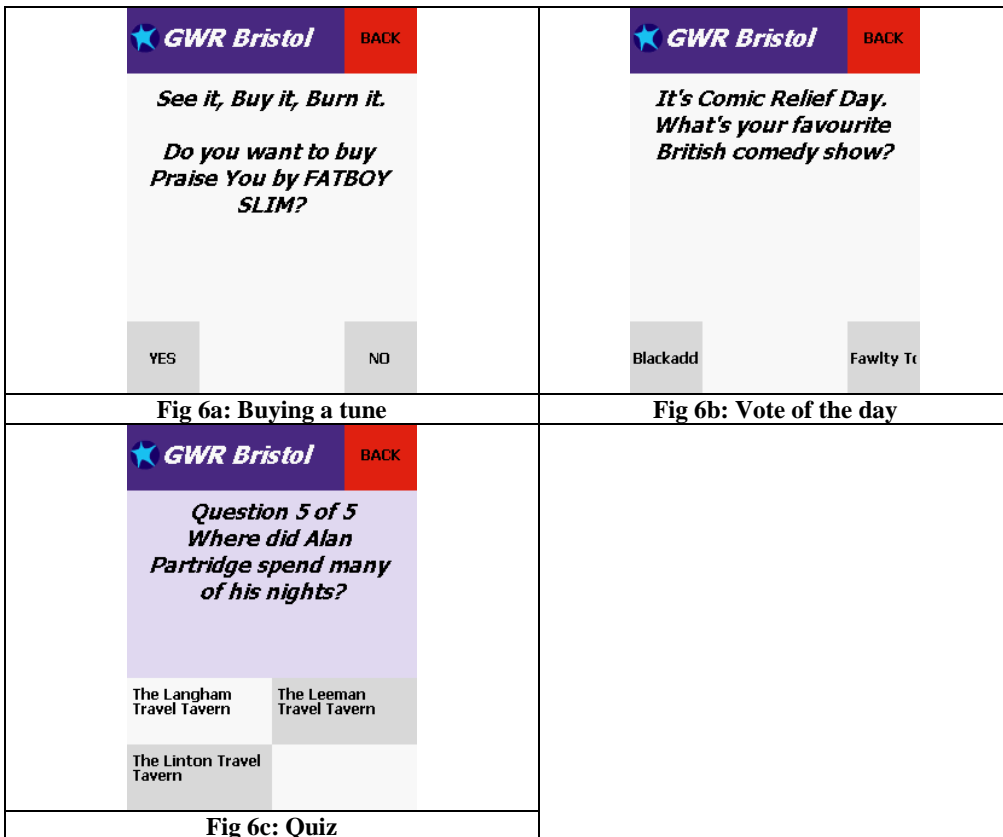 GWR Bristol BACK
See it, Buy it, Burn it.
Do you want to buy
Praise You by FATBOY
SLIM?
YES NO
Fig 6a: Buying a tune
GWR Bristol BACK
It's Comic Relief Day.
What's your favourite
British comedy show?
Blackadd Fawlty To
Fig 6b: Vote of the day
GWR Bristol BACK
Question 5 of 5
Where did Alan
Partridge spend many
of his nights?
The Langham
Travel Tavern
The Leeman
Travel Tavern
The Linton Travel
Tavern
Fig 6c: Quiz